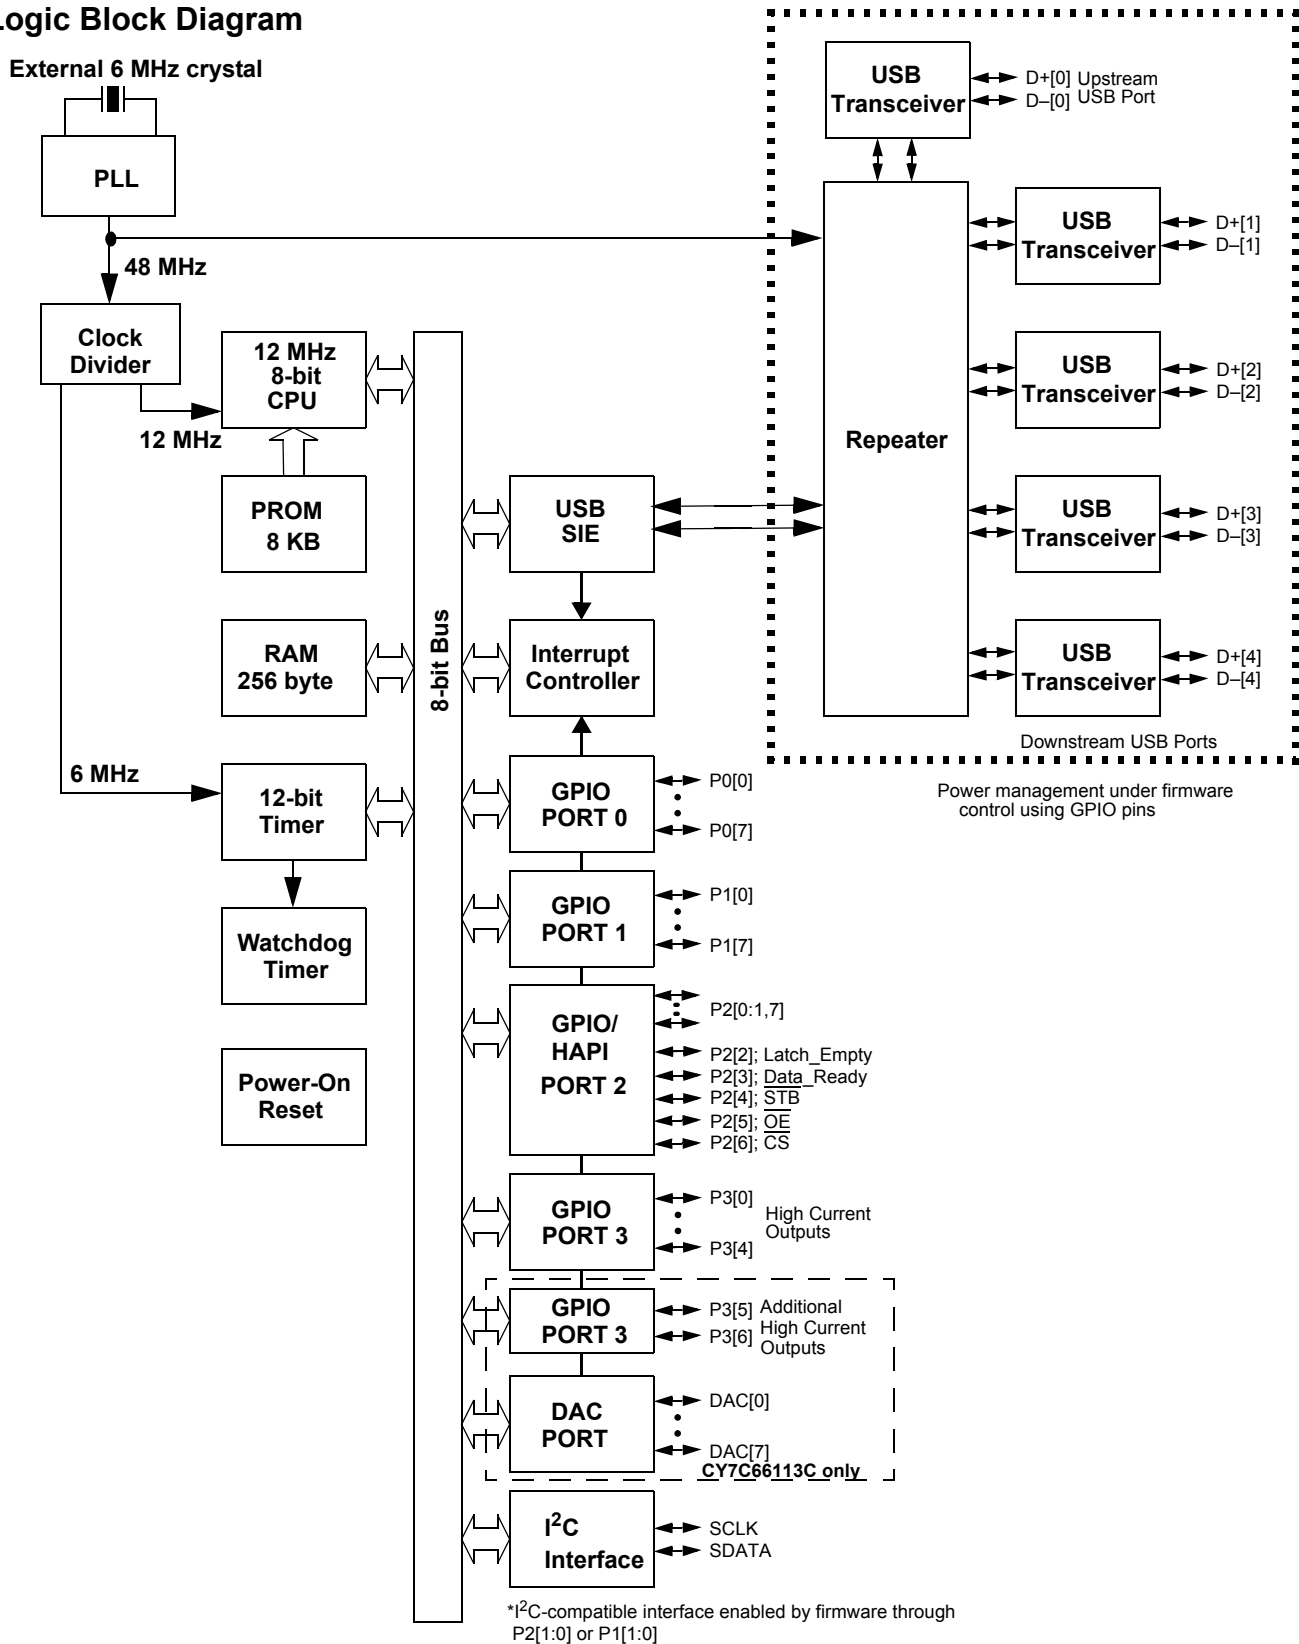 Logic Block Diagram
External 6 MHz crystal
PLL
48 MHz
Clock
Divider
12 MHz
8-bit
CPU
12 MHz
PROM
8 KB
RAM
256 byte
6 MHz
12-bit
Timer
Watchdog
Timer
Power-On
Reset
8-bit Bus
USB
SIE
Interrupt
Controller
GPIO
PORT 0
P0[0]
P0[7]
GPIO
PORT 1
P1[0]
P1[7]
GPIO/
HAPI
PORT 2
P2[0:1,7]
P2[2]; Latch_Empty
P2[3]; Data_Ready
P2[4]; STB
P2[5]; OE
P2[6]; CS
GPIO
PORT 3
P3[0]
P3[4]
High Current
Outputs
GPIO
PORT 3
P3[5] Additional
P3[6] High Current
Outputs
DAC
PORT
DAC[0]
DAC[7]
CY7C66113C only
I2C
Interface
SCLK
SDATA
*I2C-compatible interface enabled by firmware through
P2[1:0] or P1[1:0]
USB
Transceiver
D+[0] Upstream
D–[0] USB Port
Repeater
USB
Transceiver
D+[1]
D–[1]
USB
Transceiver
D+[2]
D–[2]
USB
Transceiver
D+[3]
D–[3]
USB
Transceiver
D+[4]
D–[4]
Downstream USB Ports
Power management under firmware
control using GPIO pins